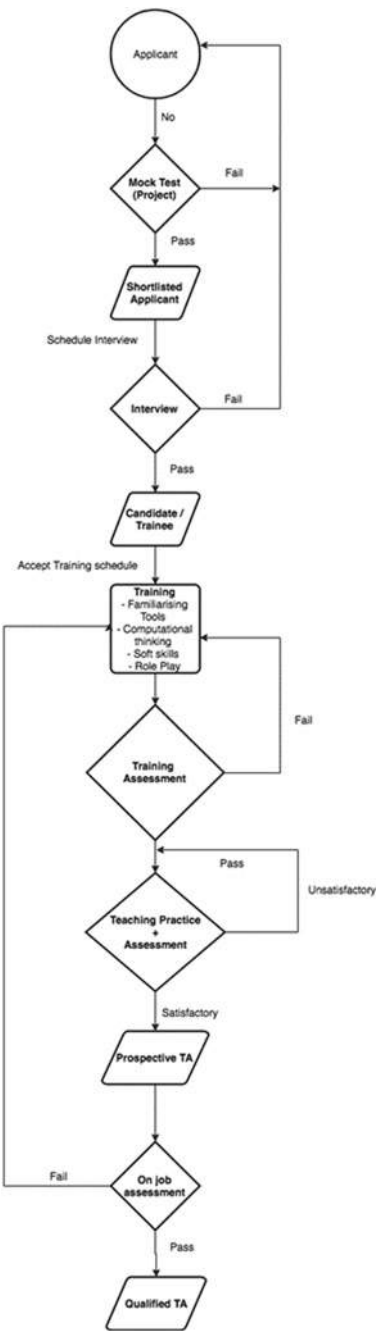 Applicant
No
Mock Test
(Project)
Fail
Pass
Shortlisted
Applicant
Schedule Interview
Interview
Fail
Pass
Candidate /
Trainee
Accept Training schedule
Training
- Familiarising
Tools
- Computational
thinking
- Soft skills
- Role Play
Fail
Training
Assessment
Pass
Unsatisfactory
Teaching Practice
+
Assessment
Satisfactory
Prospective TA
Fail
On job
assessment
Pass
Qualified TA